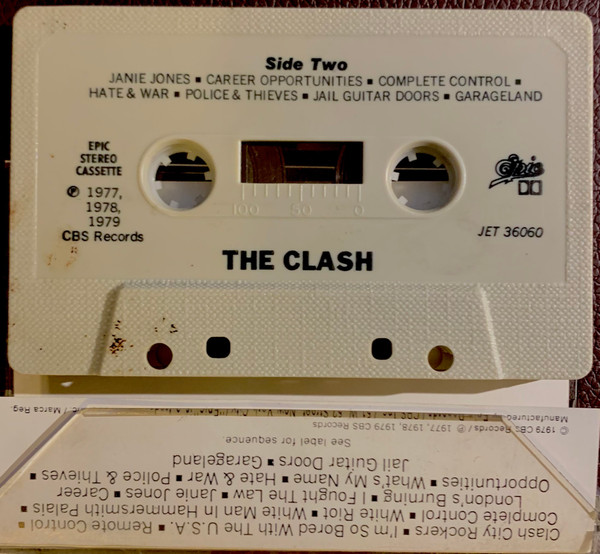 Side Two
JANIE JONES ▪ CAREER OPPORTUNITIES ▪ COMPLETE CONTROL ▪
HATE & WAR ▪ POLICE & THIEVES ▪ JAIL GUITAR DOORS ▪ GARAGELAND
EPIC
STEREO
CASSETTE
℗ 1977,
1978,
1979
CBS Records
Epic
100 50 0
JET 36060
THE CLASH
Clash City Rockers ▪ I'm So Bored With The U.S.A. ▪ Remote Control ▪
Complete Control ▪ White Riot ▪ White Man In Hammersmith Palais ▪
London's Burning ▪ I Fought The Law ▪ Janie Jones ▪ Career
Opportunities ▪ What's My Name ▪ Hate & War ▪ Police & Thieves ▪
Jail Guitar Doors ▪ Garageland
See label for sequence.
© 1979 CBS Records / ℗ 1977, 1978, 1979 CBS Records
Manufactured
Marca Reg.